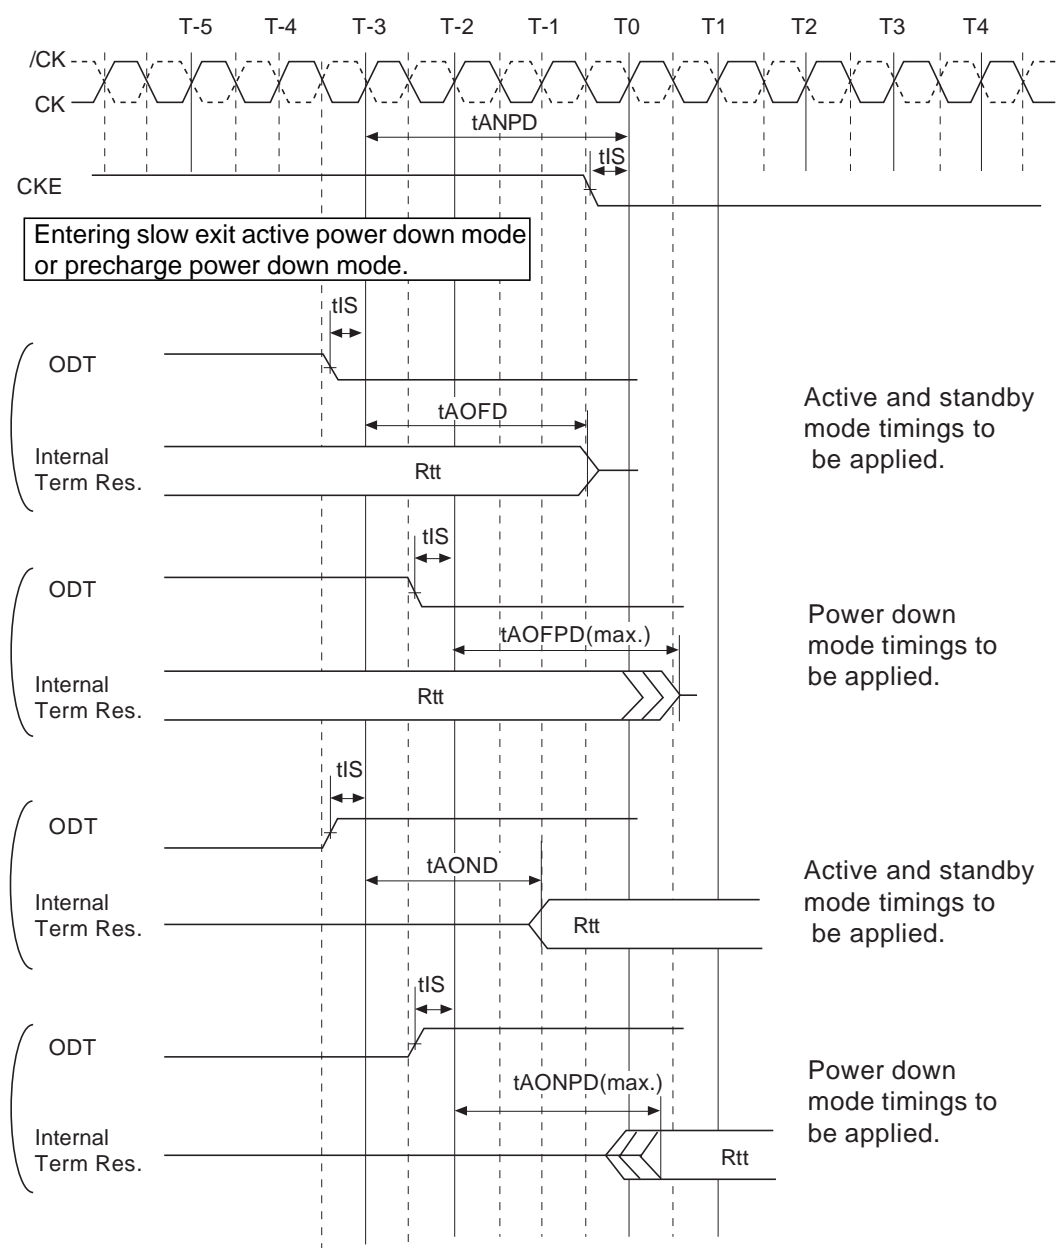 T-5 T-4 T-3 T-2 T-1 T0 T1 T2 T3 T4
/CK
CK
tANPD
tIS
CKE
Entering slow exit active power down mode
or precharge power down mode.
tIS
ODT
tAOFD
Internal
Term Res.
Rtt
Active and standby
mode timings to
be applied.
tIS
ODT
tAOFPD(max.)
Internal
Term Res.
Rtt
Power down
mode timings to
be applied.
tIS
ODT
tAOND
Internal
Term Res.
Rtt
Active and standby
mode timings to
be applied.
tIS
ODT
tAONPD(max.)
Internal
Term Res.
Rtt
Power down
mode timings to
be applied.